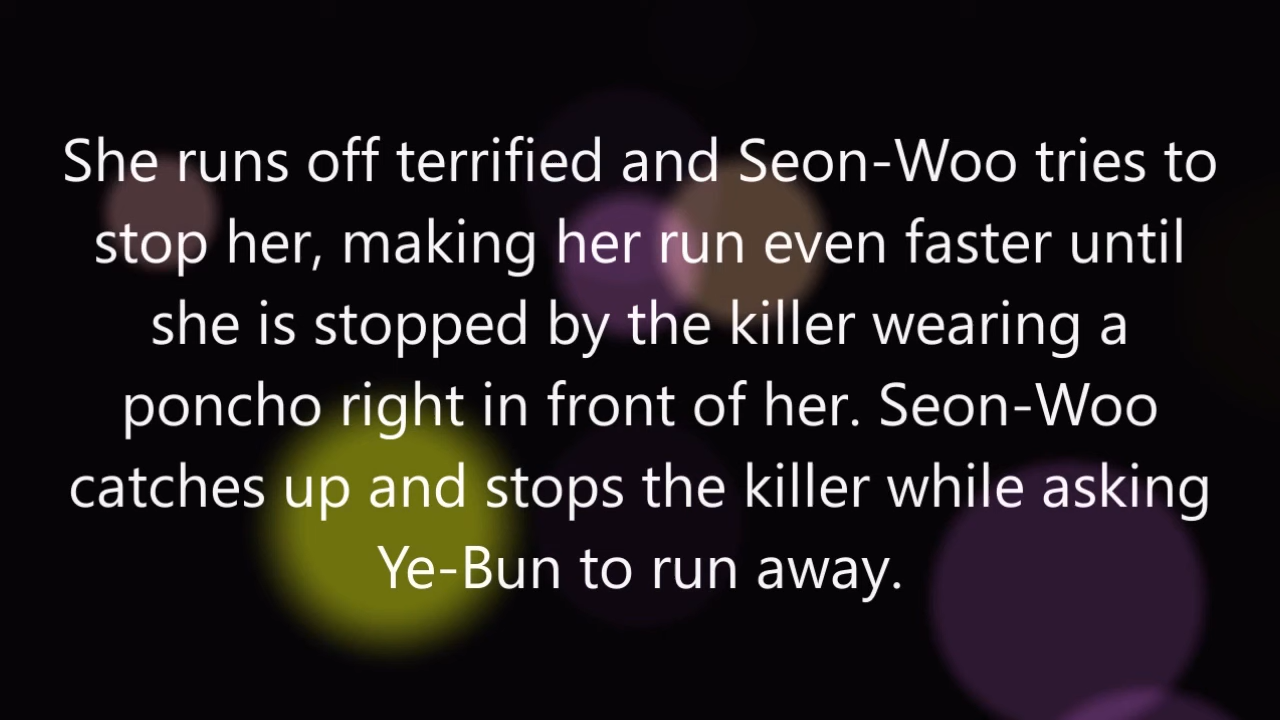 She runs off terrified and Seon-Woo tries to
stop her, making her run even faster until
she is stopped by the killer wearing a
poncho right in front of her. Seon-Woo
catches up and stops the killer while asking
Ye-Bun to run away.